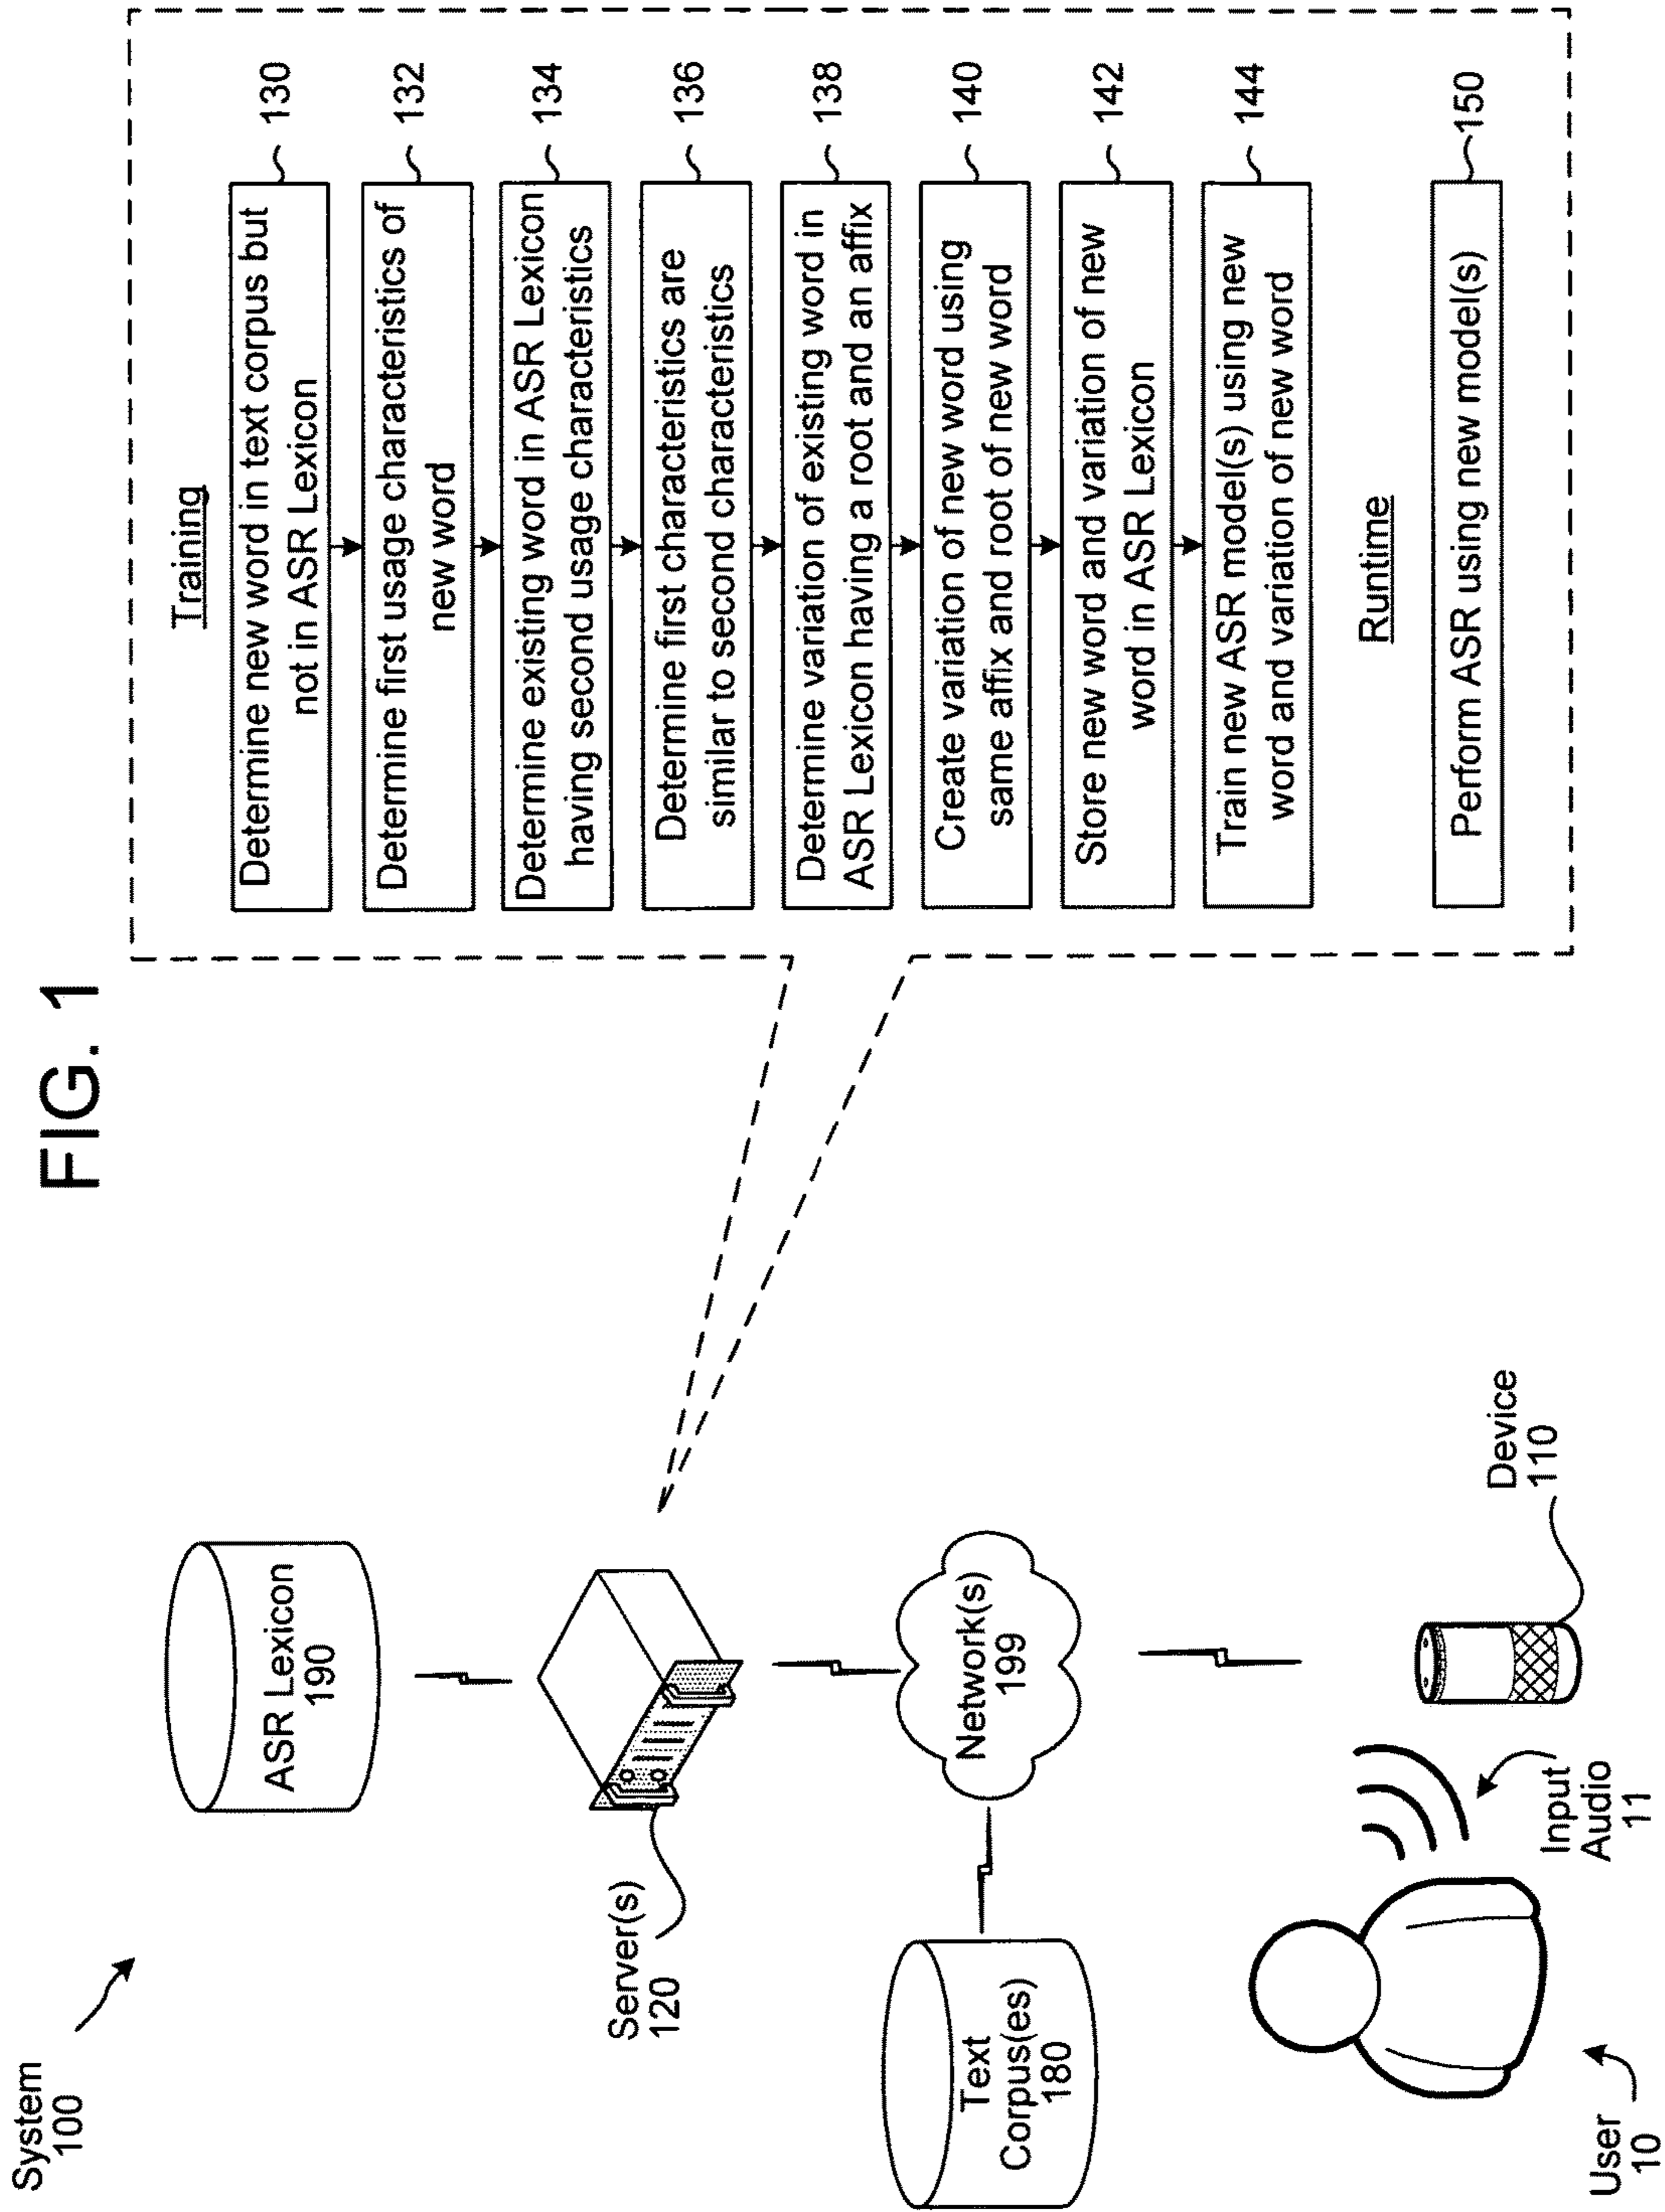 FIG. 1
System
100
ASR Lexicon
190
Server(s)
120
Text
Corpus(es)
180
Network(s)
199
User
10
Input
Audio
11
Device
110
Training
Determine new word in text corpus but
not in ASR Lexicon
130
Determine first usage characteristics of
new word
132
Determine existing word in ASR Lexicon
having second usage characteristics
134
Determine first characteristics are
similar to second characteristics
136
Determine variation of existing word in
ASR Lexicon having a root and an affix
138
Create variation of new word using
same affix and root of new word
140
Store new word and variation of new
word in ASR Lexicon
142
Train new ASR model(s) using new
word and variation of new word
144
Runtime
Perform ASR using new model(s)
150